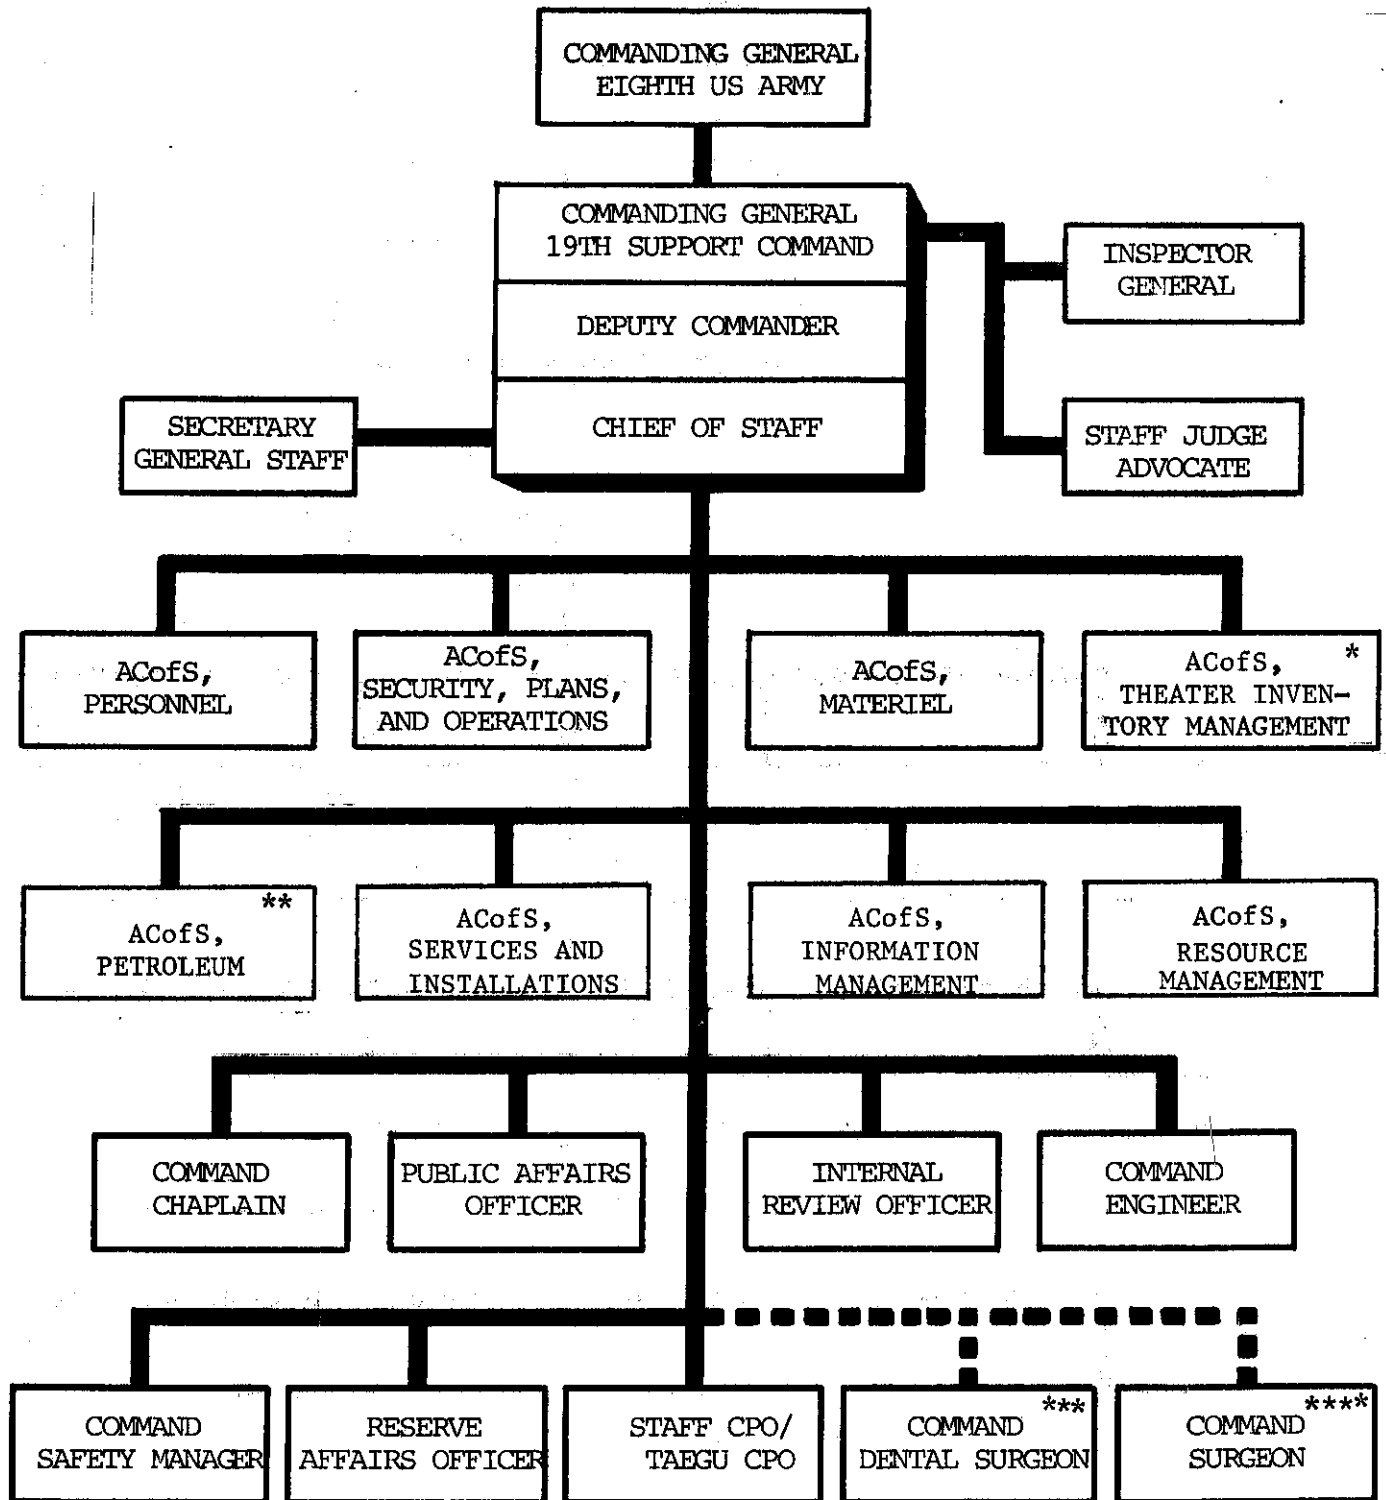 COMMANDING GENERAL
EIGHTH US ARMY
COMMANDING GENERAL
19TH SUPPORT COMMAND
INSPECTOR
GENERAL
DEPUTY COMMANDER
SECRETARY
GENERAL STAFF
CHIEF OF STAFF
STAFF JUDGE
ADVOCATE
ACofS,
PERSONNEL
ACofS,
SECURITY, PLANS,
AND OPERATIONS
ACofS,
MATERIEL
ACofS, *
THEATER INVEN-
TORY MANAGEMENT
**
ACofS,
PETROLEUM
ACofS,
SERVICES AND
INSTALLATIONS
ACofS,
INFORMATION
MANAGEMENT
ACofS,
RESOURCE
MANAGEMENT
COMMAND
CHAPLAIN
PUBLIC AFFAIRS
OFFICER
INTERNAL
REVIEW OFFICER
COMMAND
ENGINEER
COMMAND
SAFETY MANAGER
RESERVE
AFFAIRS OFFICER
STAFF CPO/
TAEGU CPO
***
COMMAND
DENTAL SURGEON
****
COMMAND
SURGEON